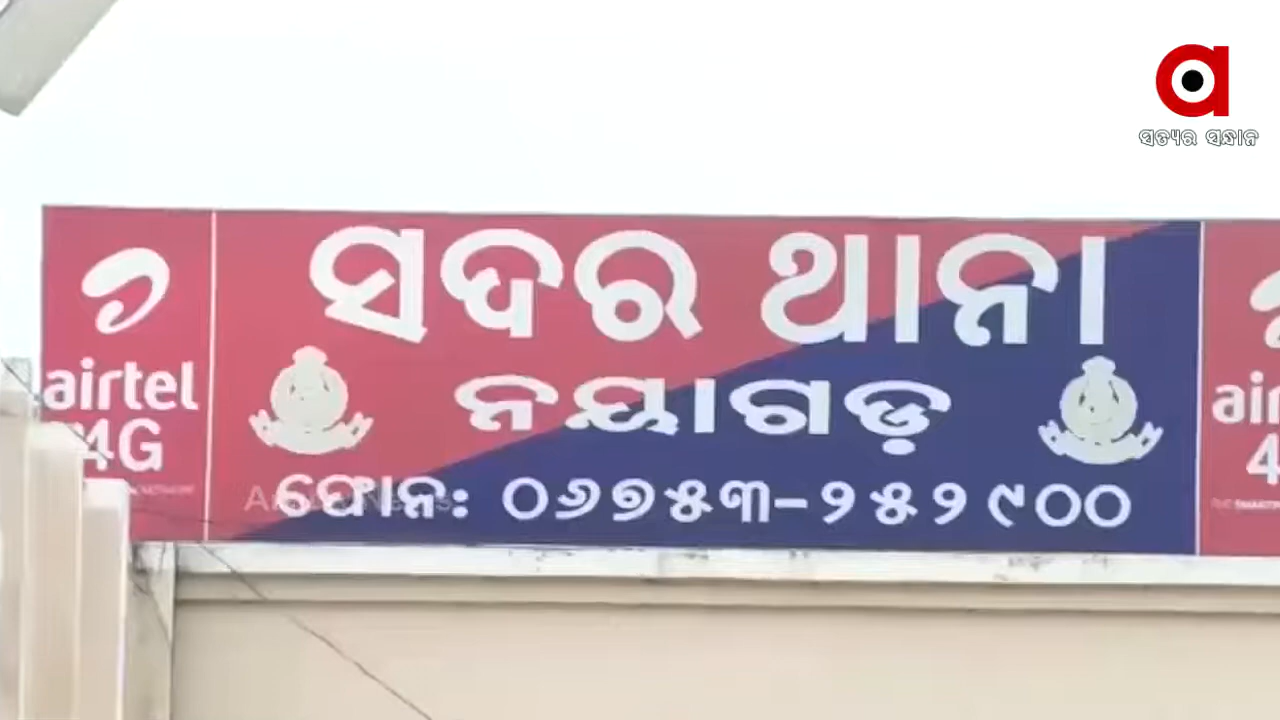 ସତ୍ୟର ସନ୍ଧାନ
ସଦର ଥାନା
airtel
4G
ନୟାଗଡ଼
ଫୋନ: ୦୬୭୫୩-୨୫୨୯୦୦